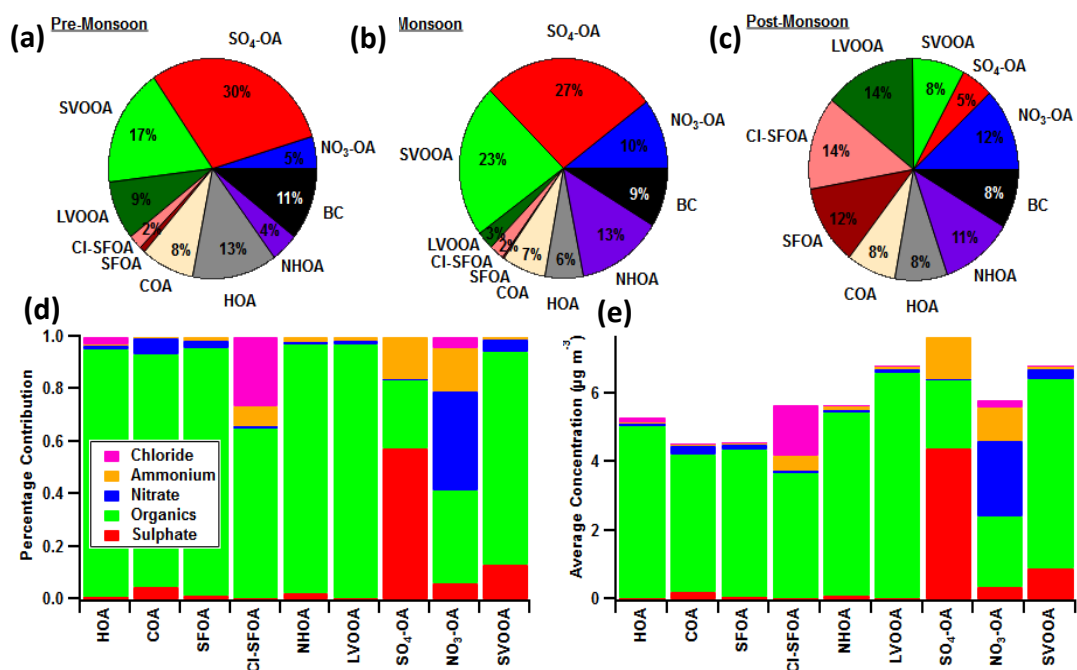 (a) Pre-Monsoon
SO4-OA
30%
SVOOA
17%
NO3-OA
5%
9%
11%
BC
LVOOA
2%
4%
CI-SFOA
SFOA
8%
13%
NHOA
COA
HOA
(b) Monsoon
SO4-OA
27%
NO3-OA
10%
SVOOA
23%
9%
BC
3%
LVOOA
2%
13%
CI-SFOA
SFOA
7%
6%
NHOA
COA
HOA
(c) Post-Monsoon
LVOOA
SVOOA
SO4-OA
14%
8%
5%
NO3-OA
12%
CI-SFOA
14%
8%
BC
12%
SFOA
11%
8%
8%
NHOA
COA
HOA
(d)
1.0
0.8
0.6
0.4
0.2
0.0
Percentage Contribution
Chloride
Ammonium
Nitrate
Organics
Sulphate
HOA
COA
SFOA
CI-SFOA
NHOA
LVOOA
SO4-OA
NO3-OA
SVOOA
(e)
6
4
2
0
Average Concentration (µg m-3)
HOA
COA
SFOA
CI-SFOA
NHOA
LVOOA
SO4-OA
NO3-OA
SVOOA